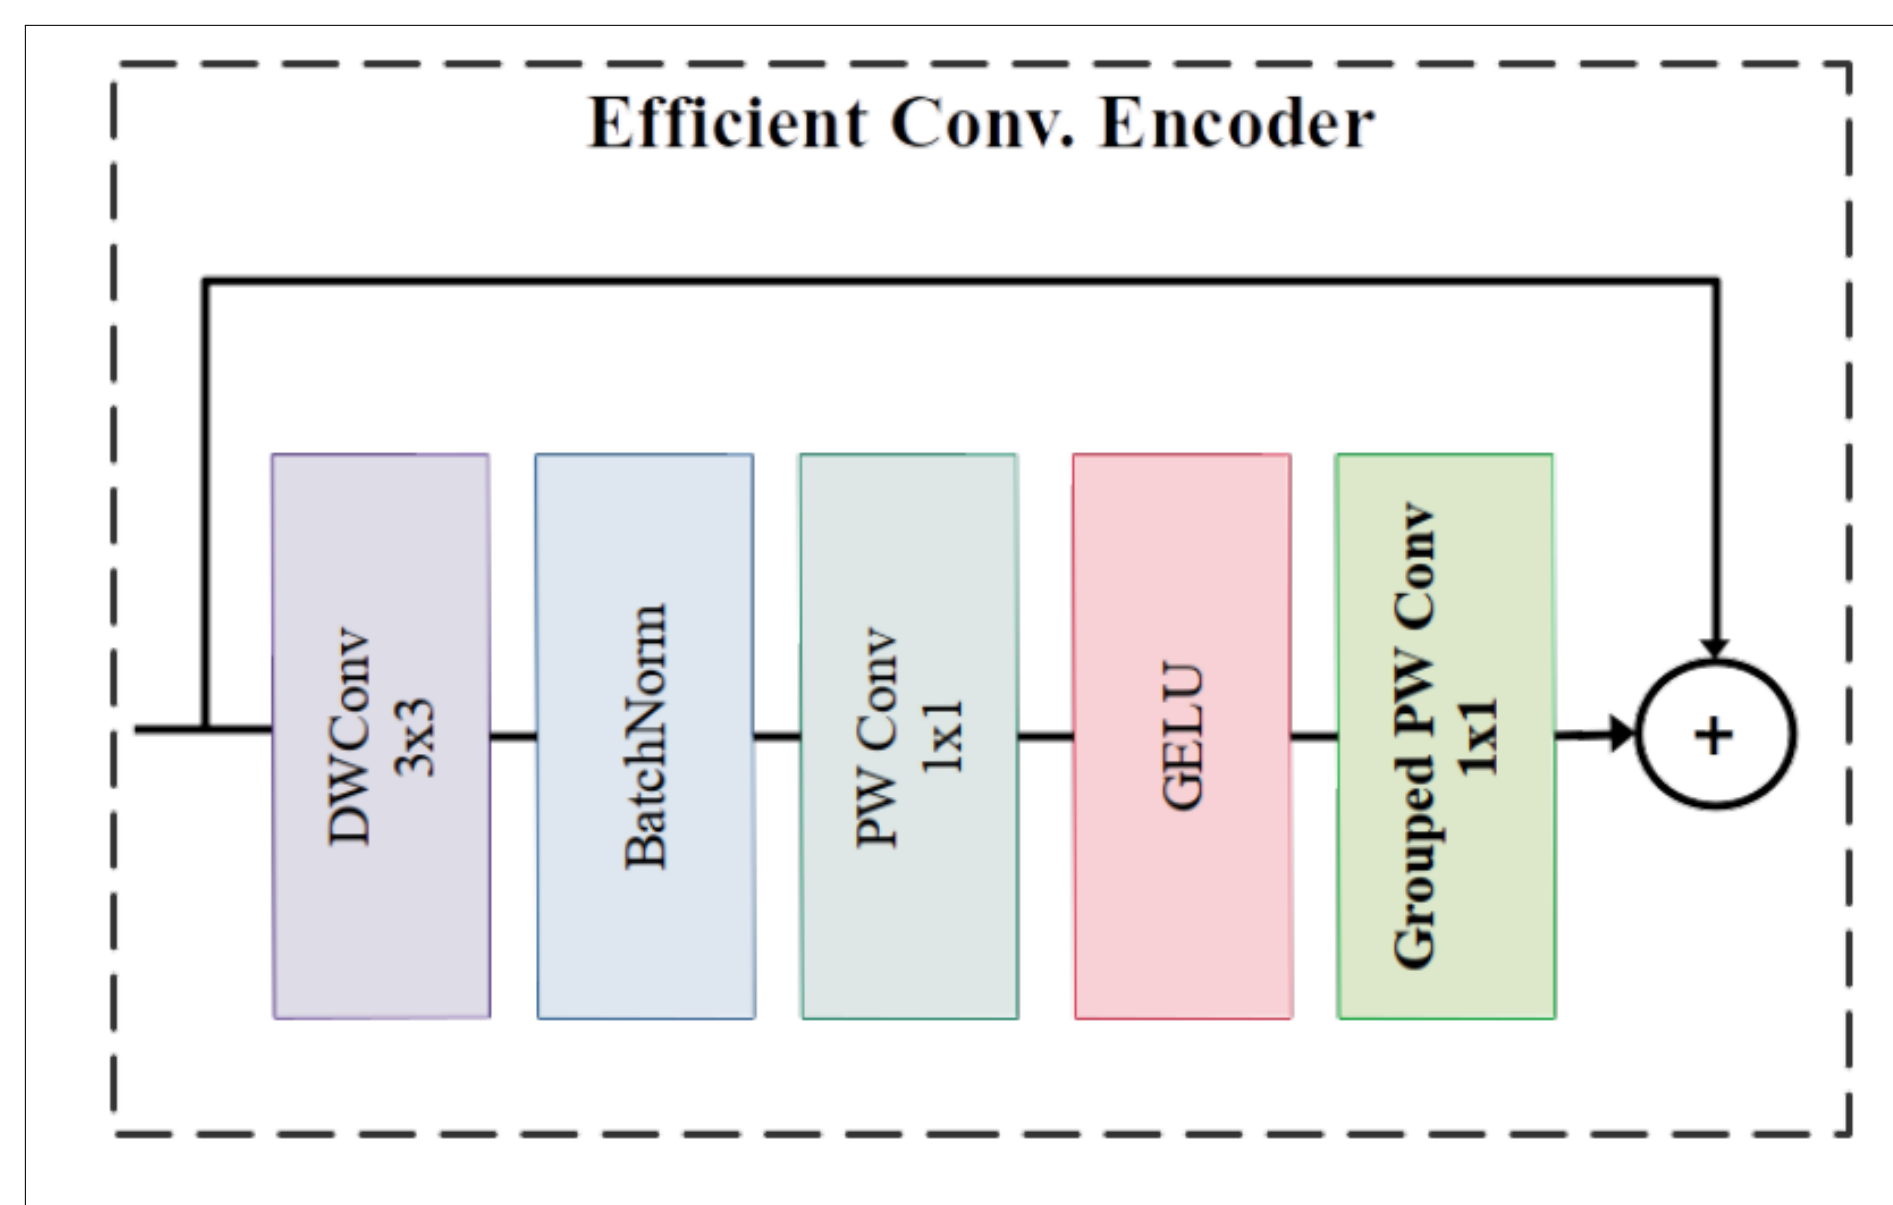 Efficient Conv. Encoder
DWConv
3x3
BatchNorm
PW Conv
1x1
GELU
Grouped PW Conv
1x1
+